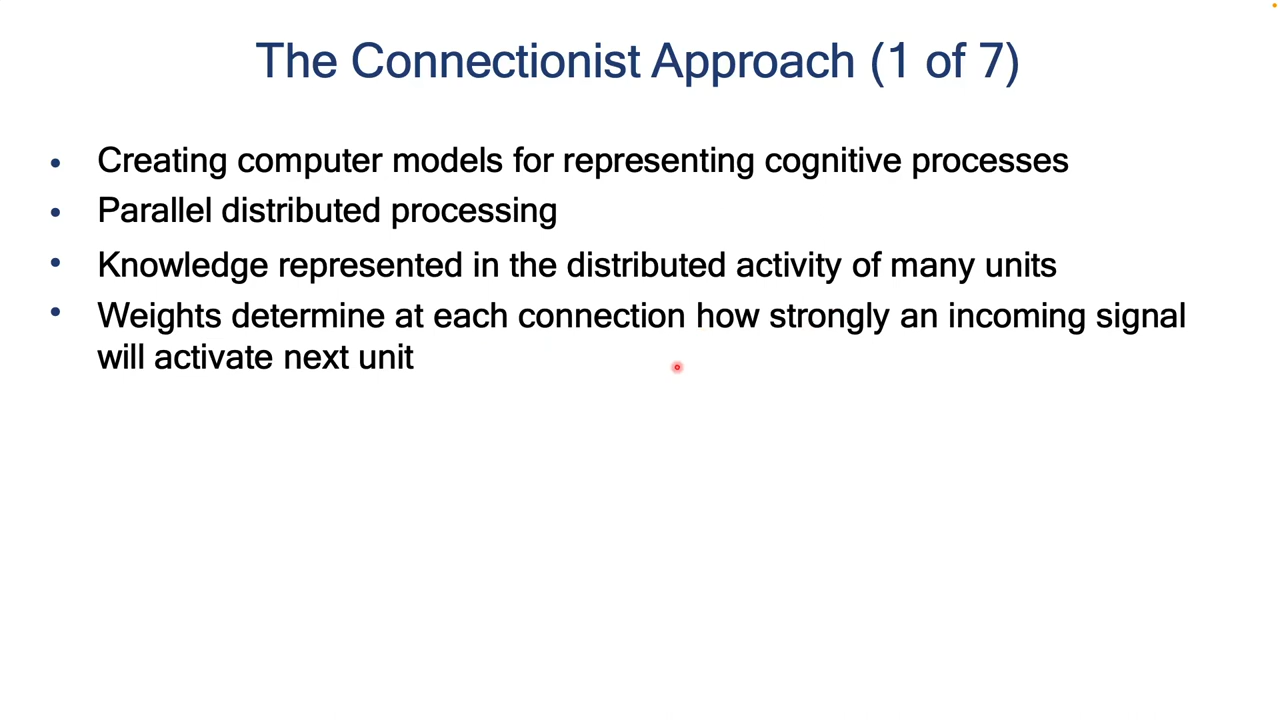 The Connectionist Approach (1 of 7)
• Creating computer models for representing cognitive processes
• Parallel distributed processing
• Knowledge represented in the distributed activity of many units
• Weights determine at each connection how strongly an incoming signal
will activate next unit